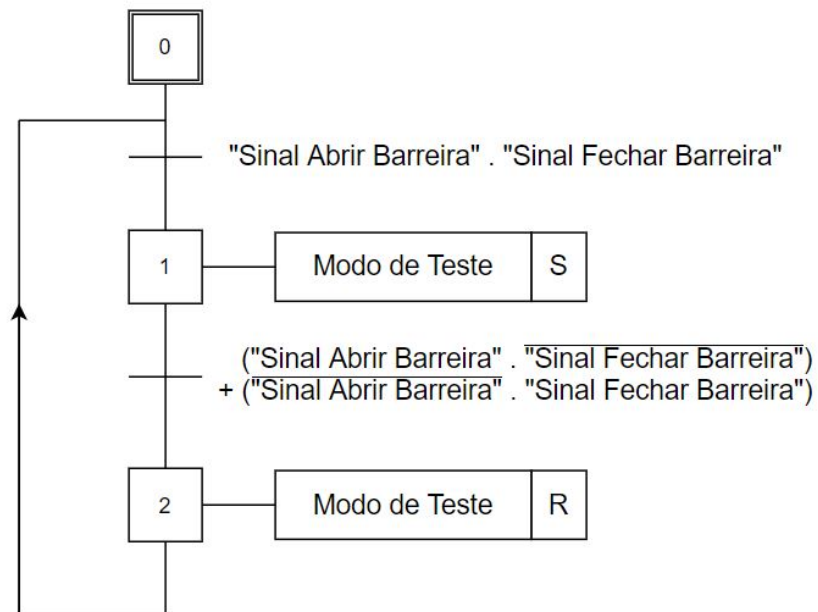 0
"Sinal Abrir Barreira" . "Sinal Fechar Barreira"
1
Modo de Teste S
("Sinal Abrir Barreira" . "Sinal Fechar Barreira")
+ ("Sinal Abrir Barreira" . "Sinal Fechar Barreira")
2
Modo de Teste R